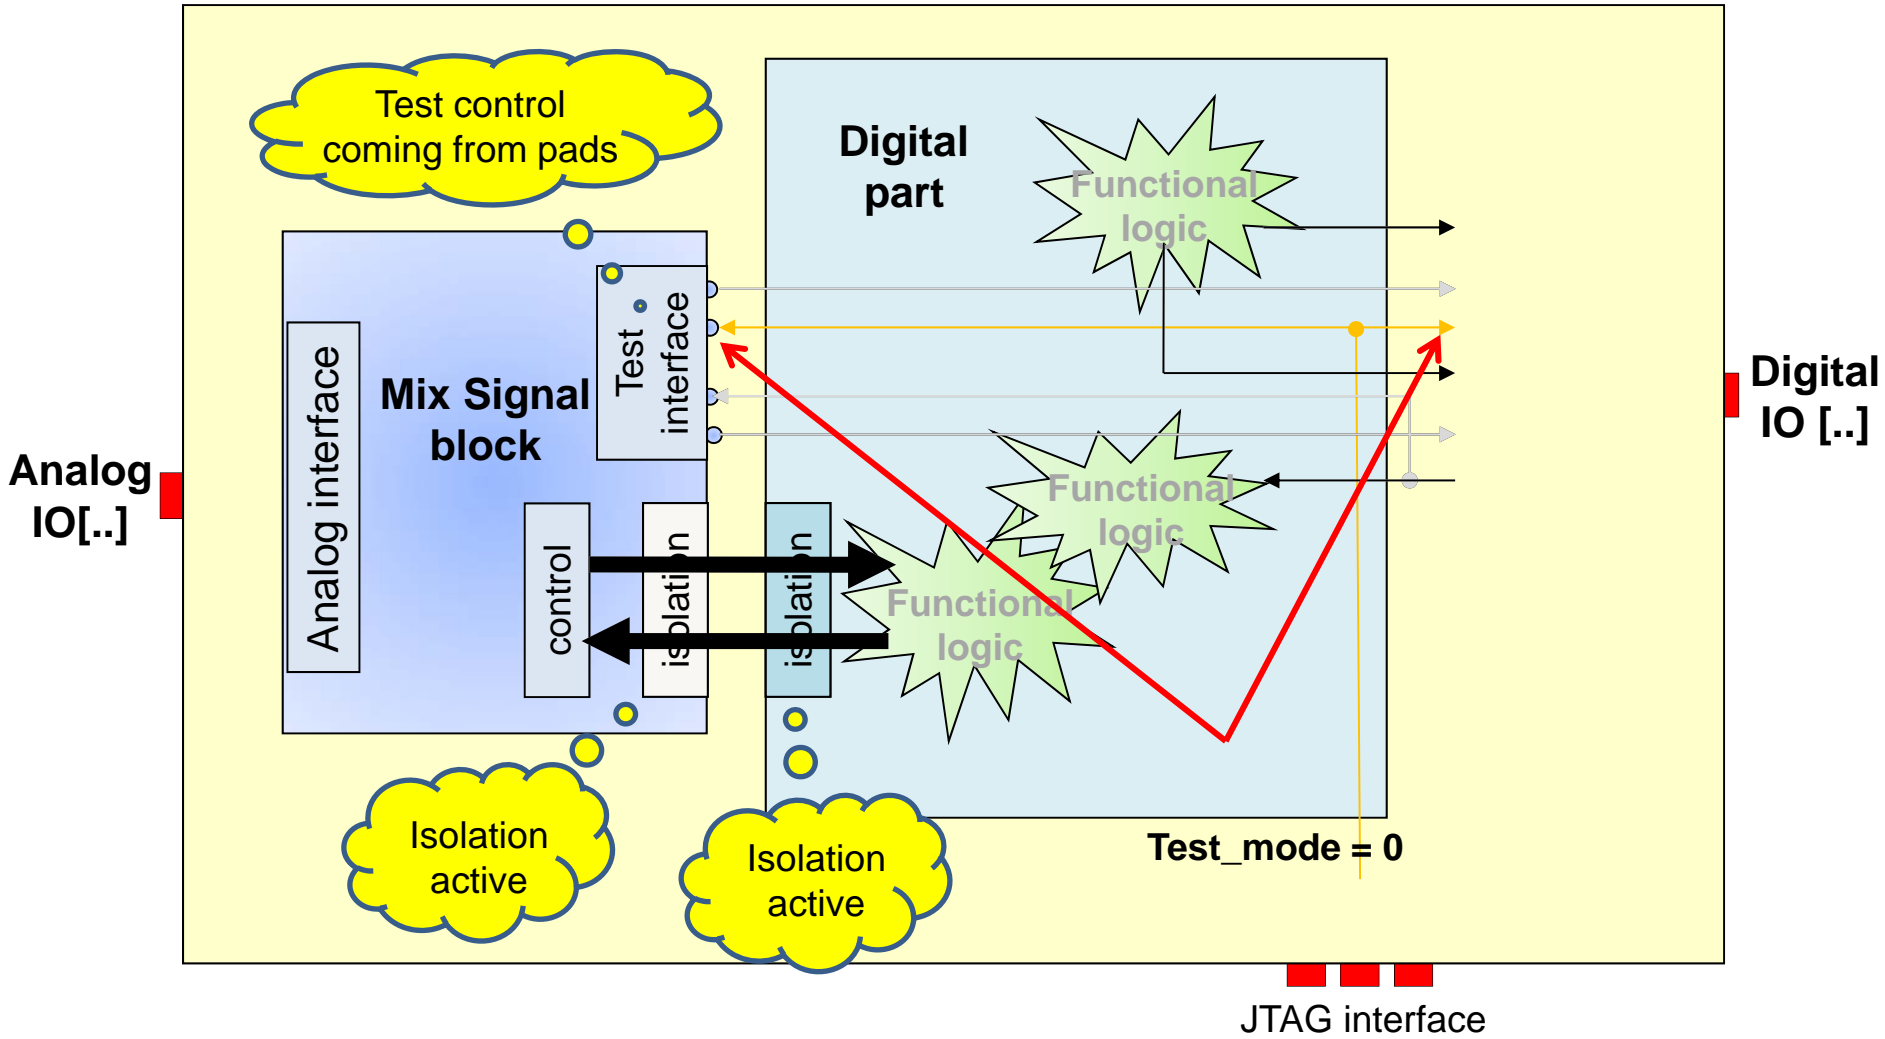 Test control
coming from pads
Digital
part
Functional
logic
Test
interface
Analog interface
Mix Signal
block
Digital
IO [..]
Analog
IO[..]
Functional
logic
control
isolation
isolation
Functional
logic
Isolation
active
Isolation
active
Test_mode = 0
JTAG interface